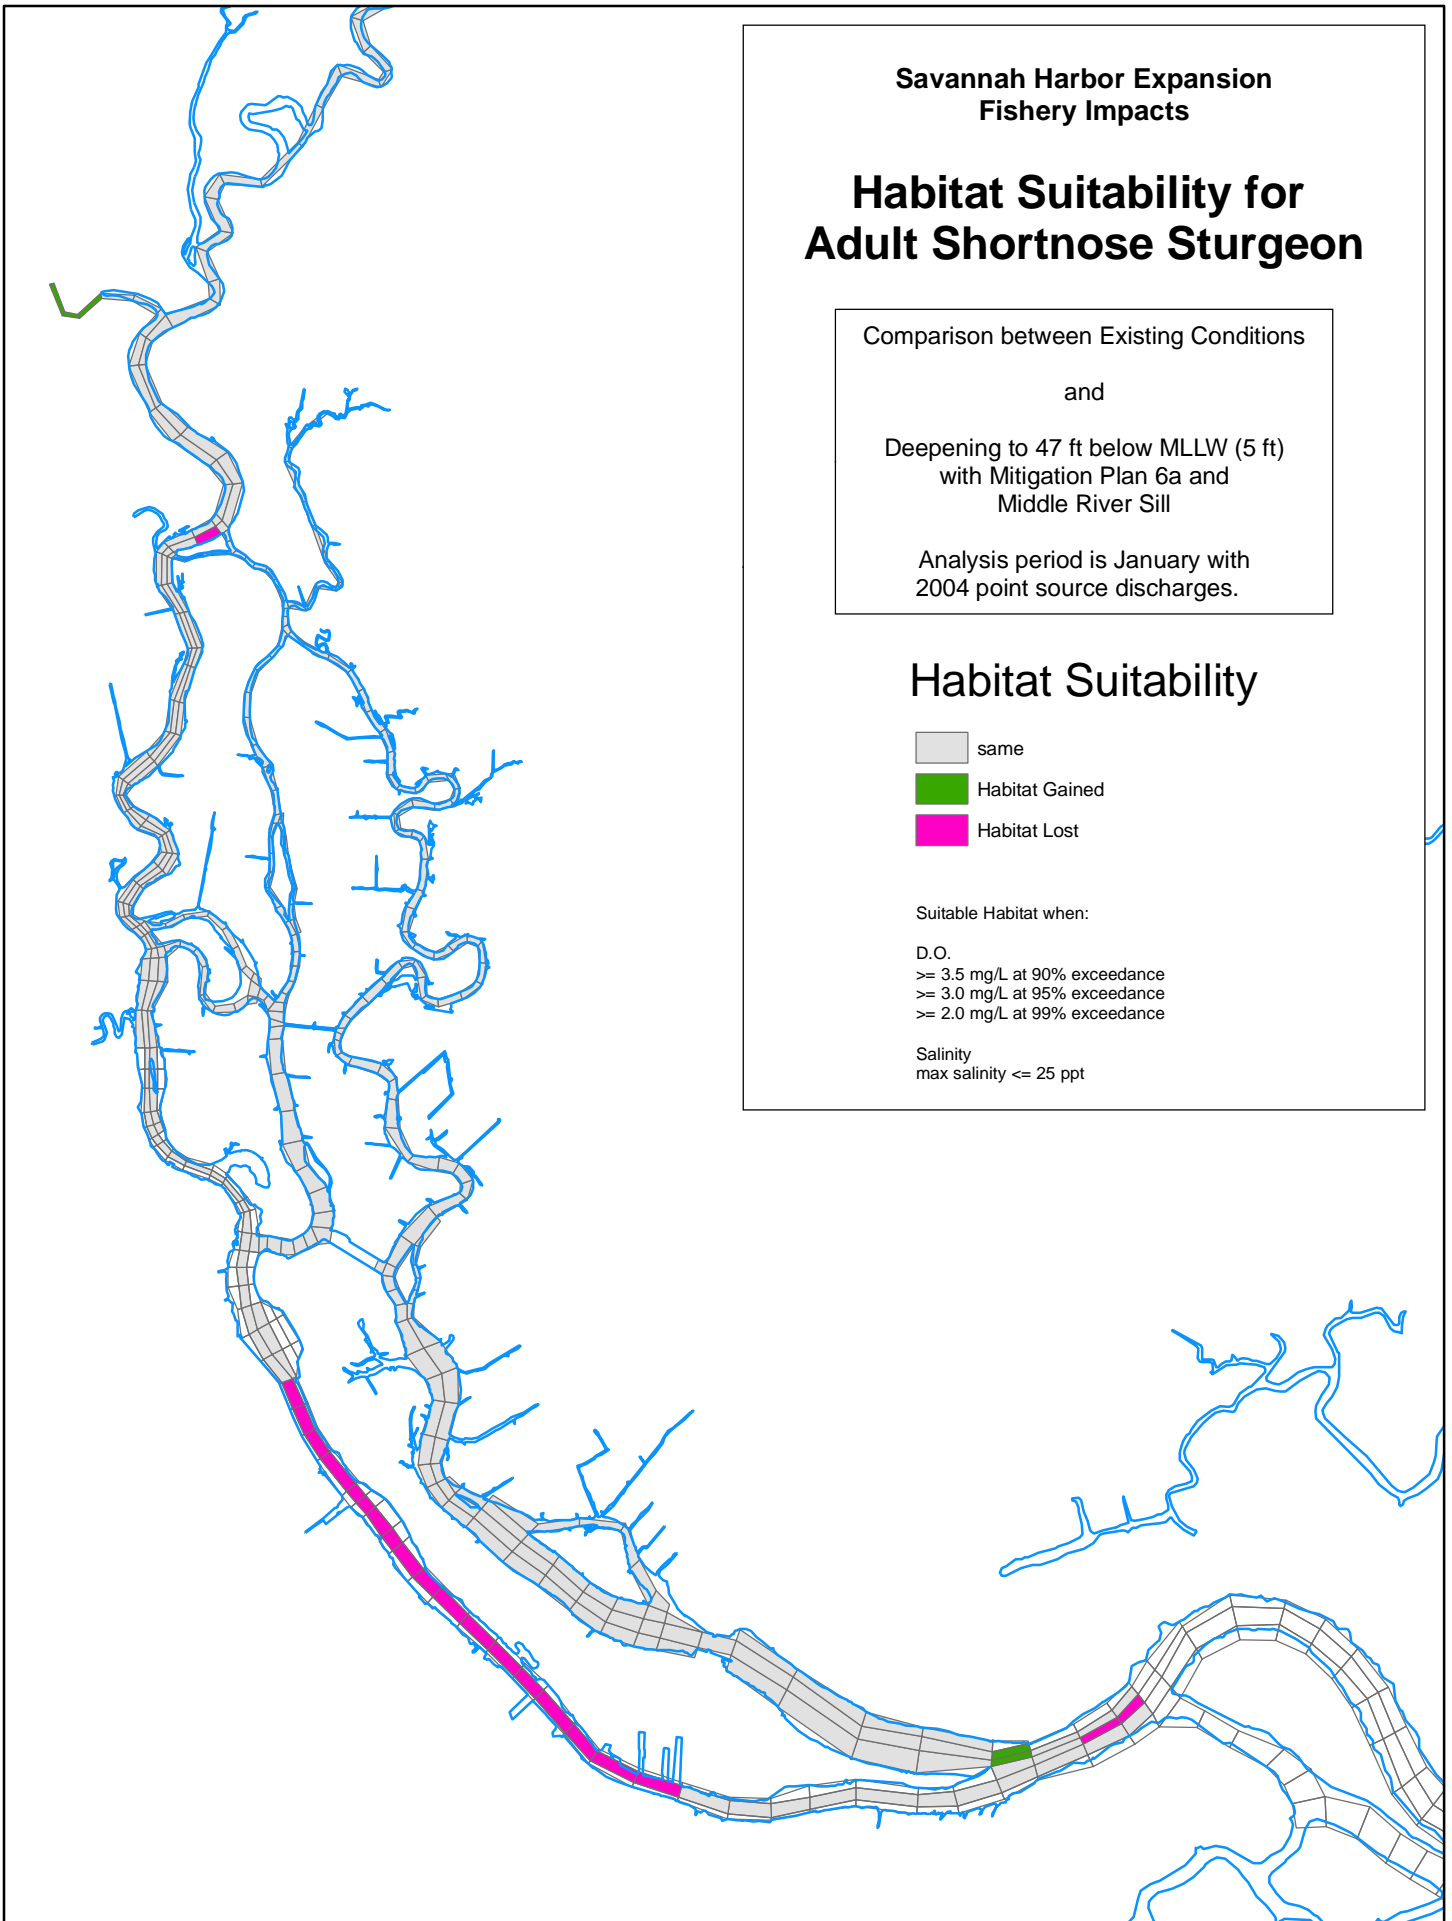 Savannah Harbor Expansion
Fishery Impacts
Habitat Suitability for
Adult Shortnose Sturgeon
Comparison between Existing Conditions
and
Deepening to 47 ft below MLLW (5 ft)
with Mitigation Plan 6a and
Middle River Sill
Analysis period is January with
2004 point source discharges.
Habitat Suitability
same
Habitat Gained
Habitat Lost
Suitable Habitat when:
D.O.
>= 3.5 mg/L at 90% exceedance
>= 3.0 mg/L at 95% exceedance
>= 2.0 mg/L at 99% exceedance
Salinity
max salinity <= 25 ppt